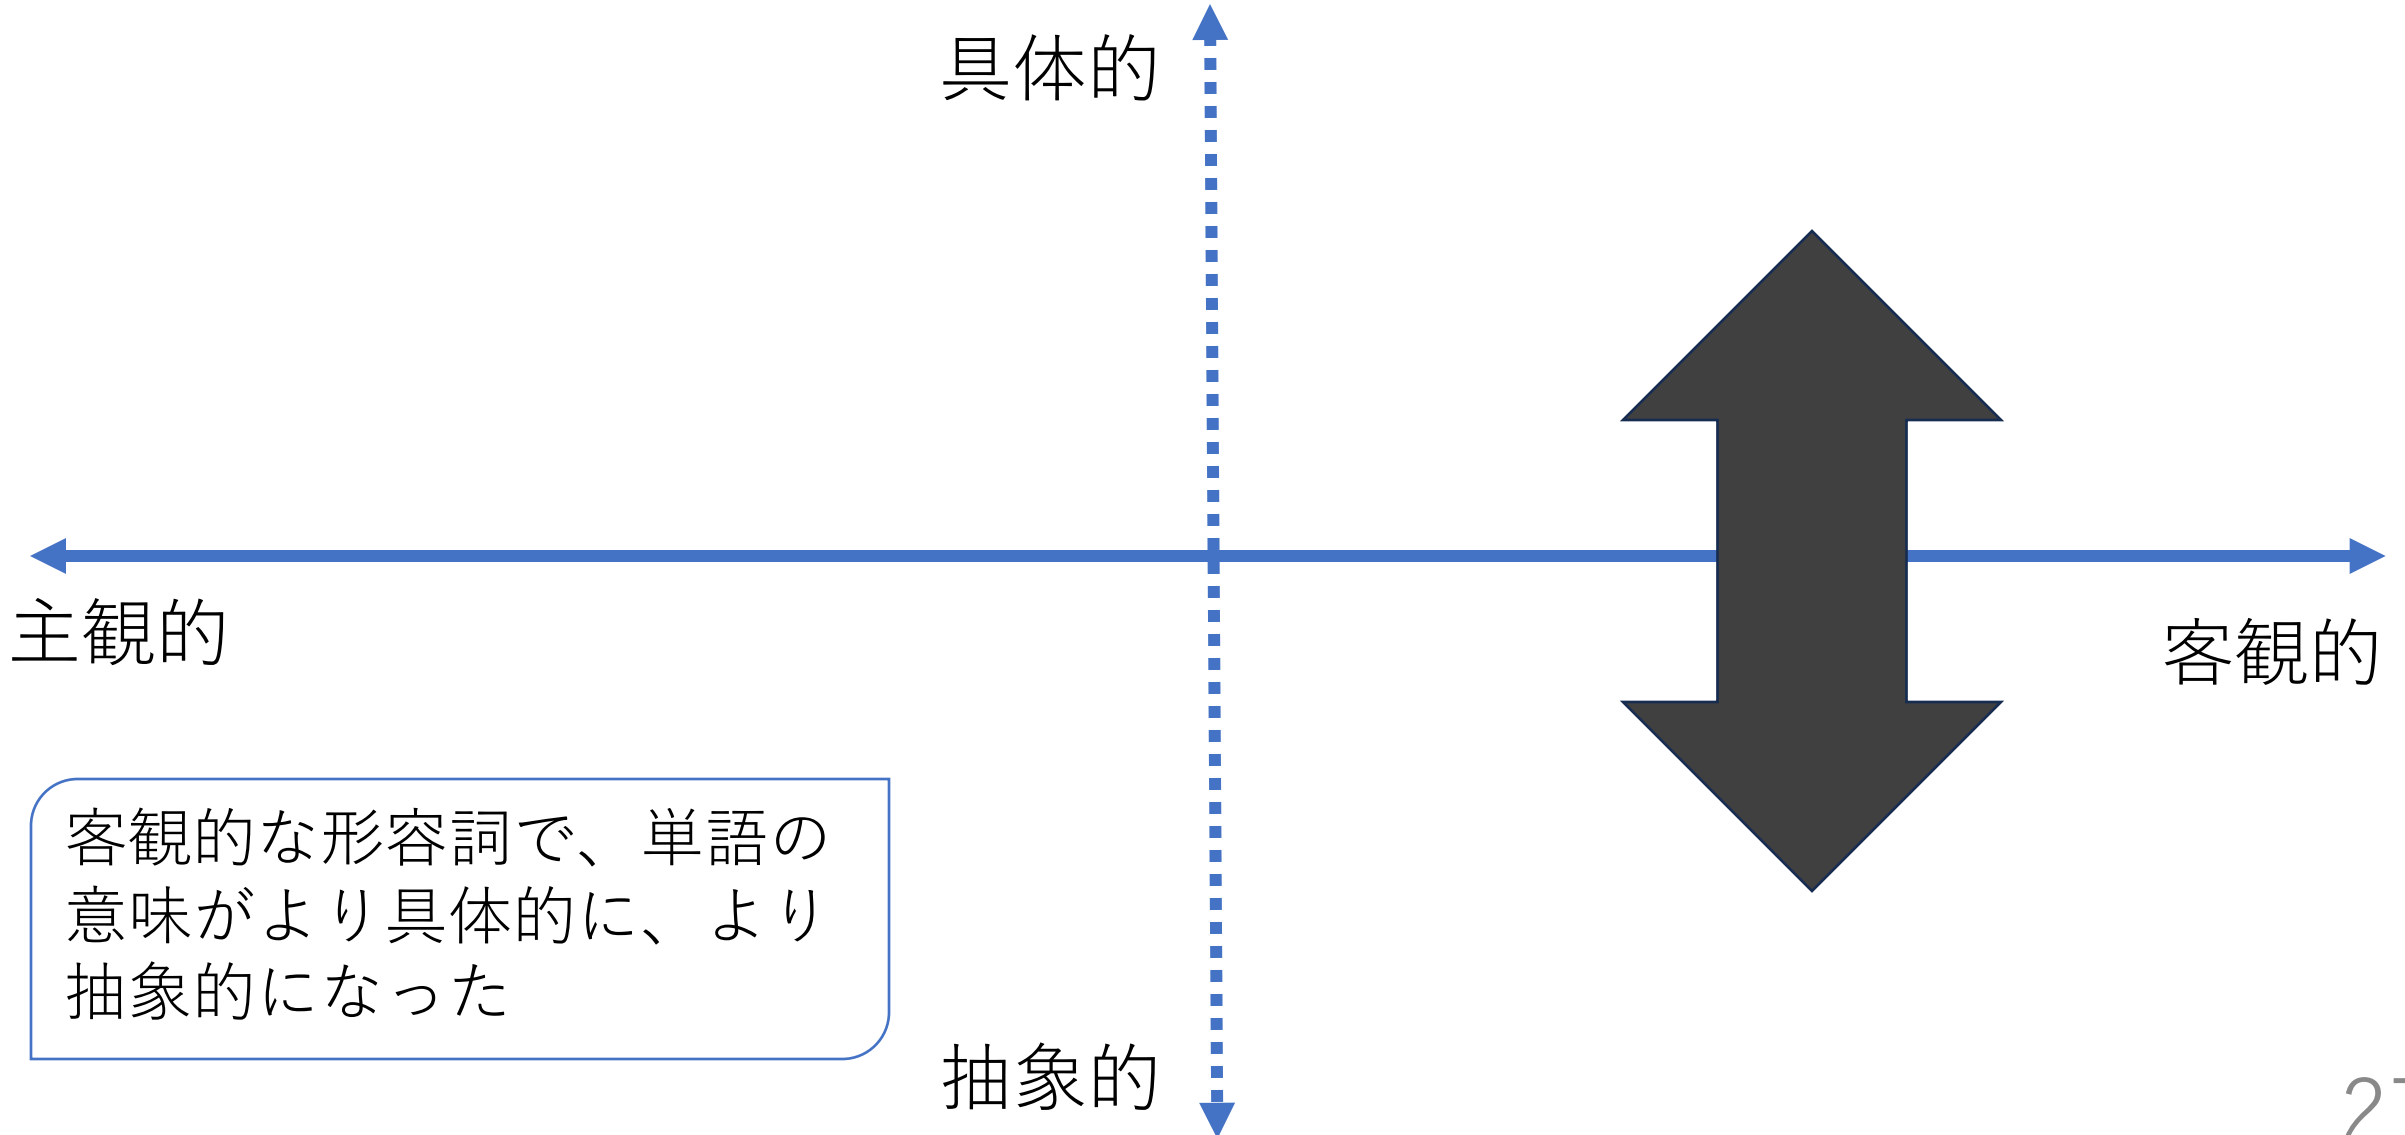 具体的
主観的
客観的
客観的な形容詞で、単語の
意味がより具体的に、より
抽象的になった
抽象的